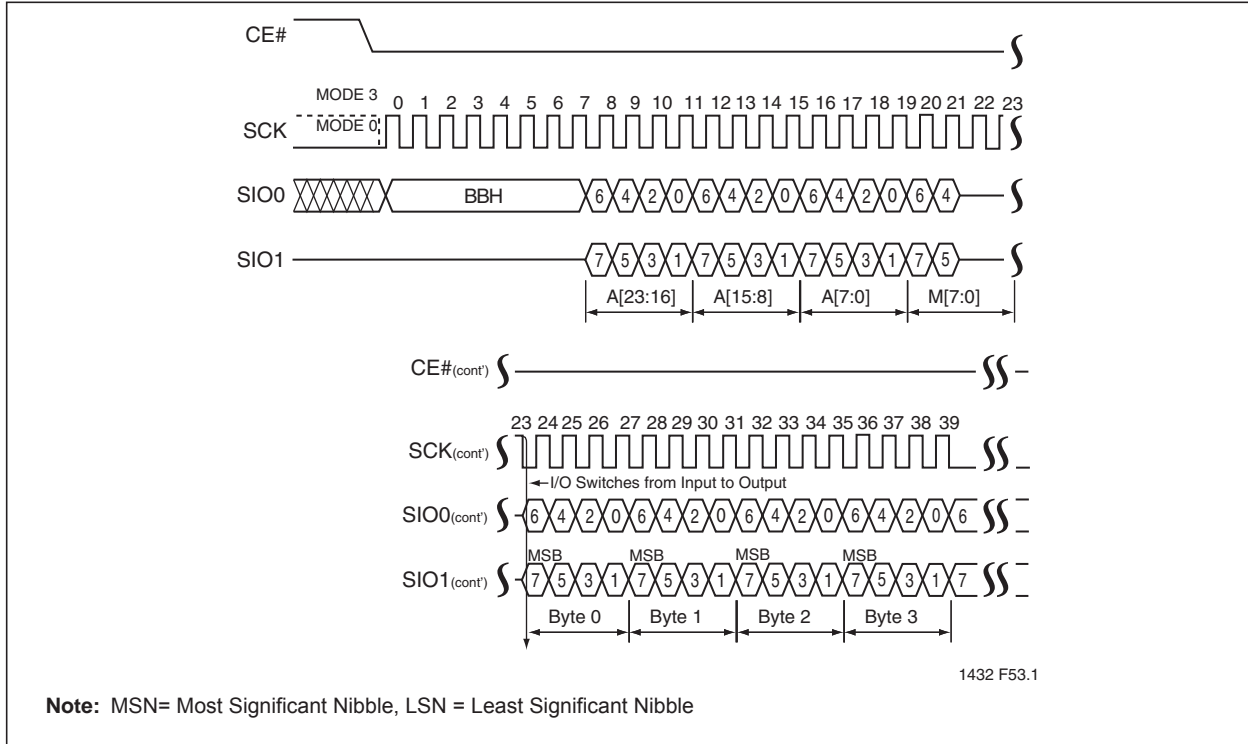 CE#
MODE 3
0 1 2 3 4 5 6 7 8 9 10 11 12 13 14 15 16 17 18 19 20 21 22 23
SCK MODE 0
SIO0 BBH 6 4 2 0 6 4 2 0 6 4 2 0 6 4
SIO1 7 5 3 1 7 5 3 1 7 5 3 1 7 5
A[23:16] A[15:8] A[7:0] M[7:0]
CE#(cont')
23 24 25 26 27 28 29 30 31 32 33 34 35 36 37 38 39
SCK(cont')
I/O Switches from Input to Output
SIO0(cont') 6 4 2 0 6 4 2 0 6 4 2 0 6 4 2 0 6
MSB MSB MSB MSB
SIO1(cont') 7 5 3 1 7 5 3 1 7 5 3 1 7 5 3 1 7
Byte 0 Byte 1 Byte 2 Byte 3
1432 F53.1
Note: MSN= Most Significant Nibble, LSN = Least Significant Nibble